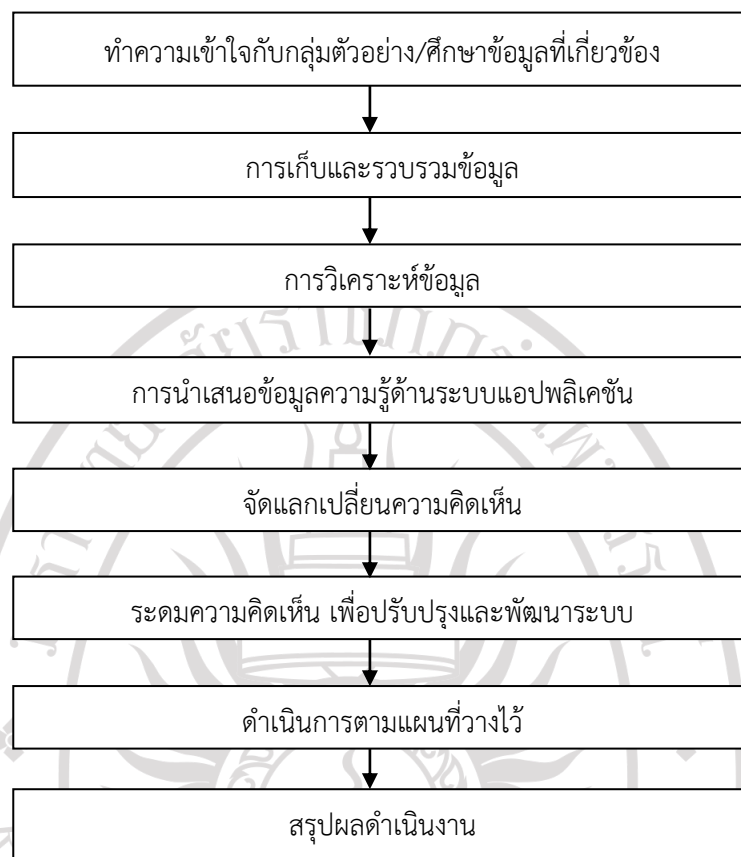 ทำความเข้าใจกับกลุ่มตัวอย่าง/ศึกษาข้อมูลที่เกี่ยวข้อง
การเก็บและรวบรวมข้อมูล
การวิเคราะห์ข้อมูล
การนำเสนอข้อมูลความรู้ด้านระบบแอปพลิเคชัน
จัดแลกเปลี่ยนความคิดเห็น
ระดมความคิดเห็น เพื่อปรับปรุงและพัฒนาระบบ
ดำเนินการตามแผนที่วางไว้
สรุปผลดำเนินงาน